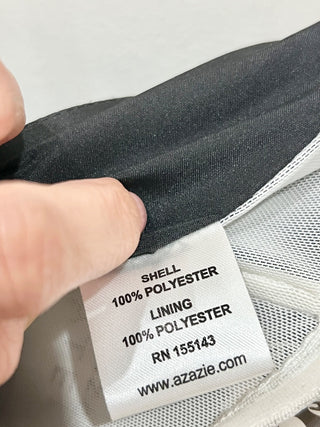 SHELL
100% POLYESTER
LINING
100% POLYESTER
RN 155143
www.azazie.com